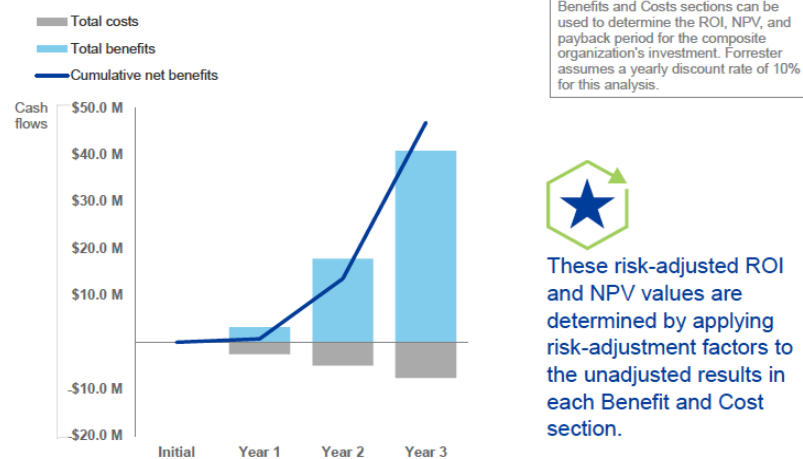 Total costs
Total benefits
Cumulative net benefits
Cash
flows
$50.0 M
$40.0 M
$30.0 M
$20.0 M
$10.0 M
-$10.0 M
-$20.0 M
Initial
Year 1
Year 2
Year 3
Benefits and Costs sections can be
used to determine the ROI, NPV, and
payback period for the composite
organization's investment. Forrester
assumes a yearly discount rate of 10%
for this analysis.
These risk-adjusted ROI
and NPV values are
determined by applying
risk-adjustment factors to
the unadjusted results in
each Benefit and Cost
section.